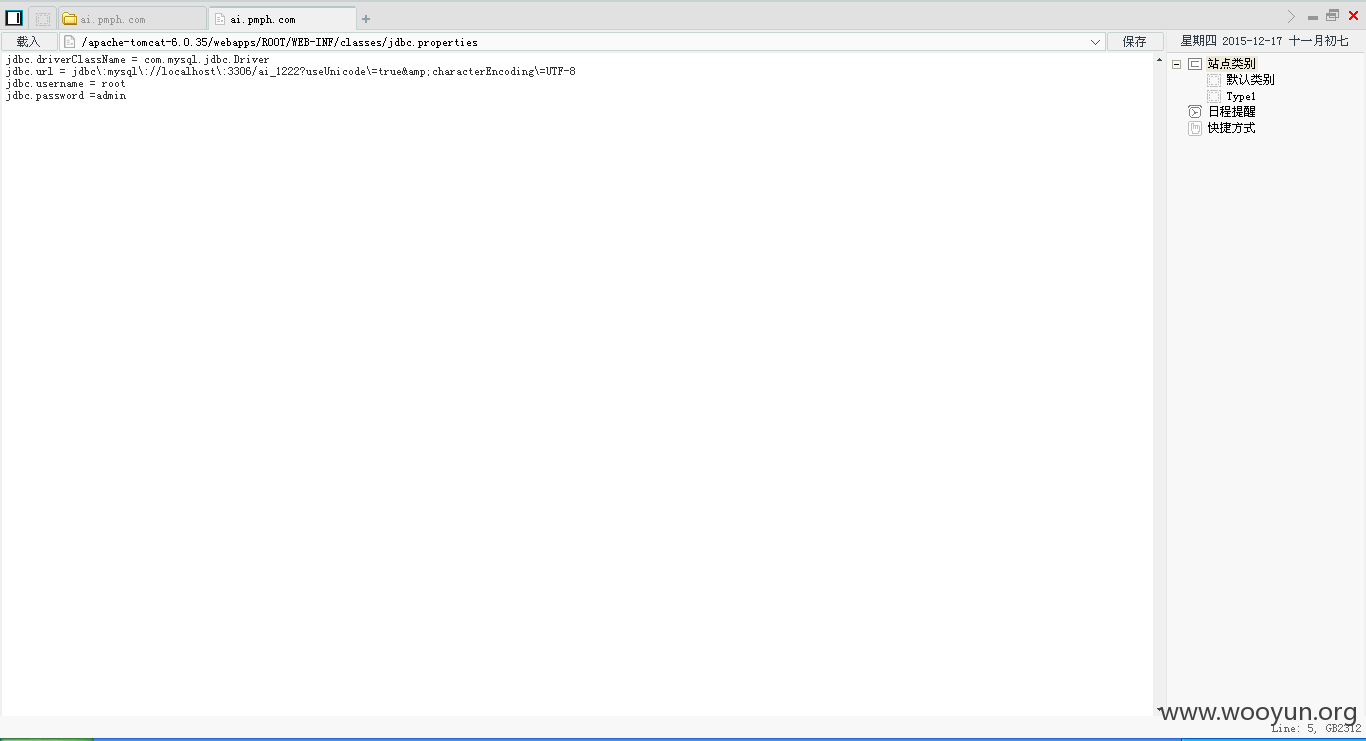 ai.pmph.com
ai.pmph.com
载入
/apache-tomcat-6.0.35/webapps/ROOT/WEB-INF/classes/jdbc.properties
保存
星期四 2015-12-17 十一月初七
jdbc.driverClassName = com.mysql.jdbc.Driver
jdbc.url = jdbc\:mysql\://localhost\:3306/ai_1222?useUnicode\=true&amp;characterEncoding\=UTF-8
jdbc.username = root
jdbc.password =admin
站点类别
默认类别
Type1
日程提醒
快捷方式
www.wooyun.org
Line: 5, GB2312